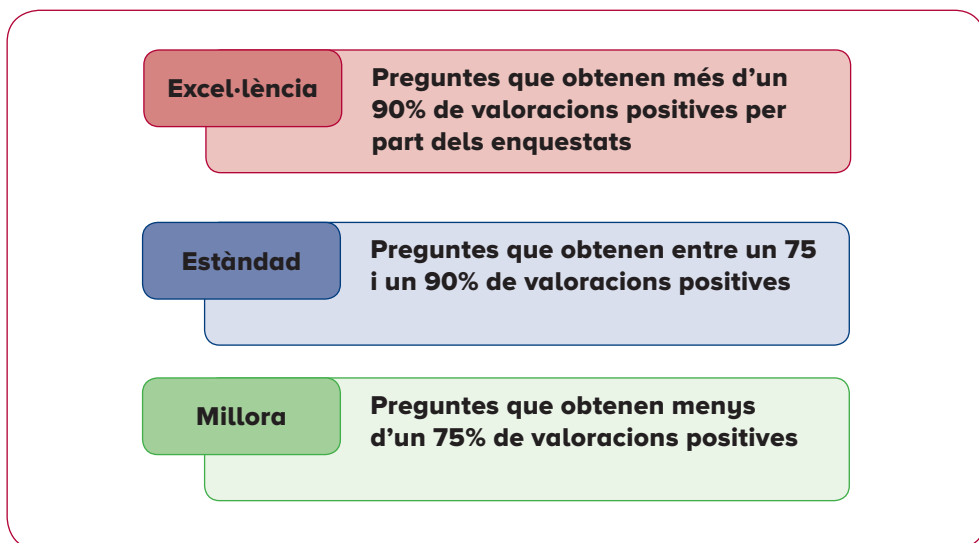 Excel·lència
Preguntes que obtenen més d’un
90% de valoracions positives per
part dels enquestats
Estàndad
Preguntes que obtenen entre un 75
i un 90% de valoracions positives
Millora
Preguntes que obtenen menys
d’un 75% de valoracions positives